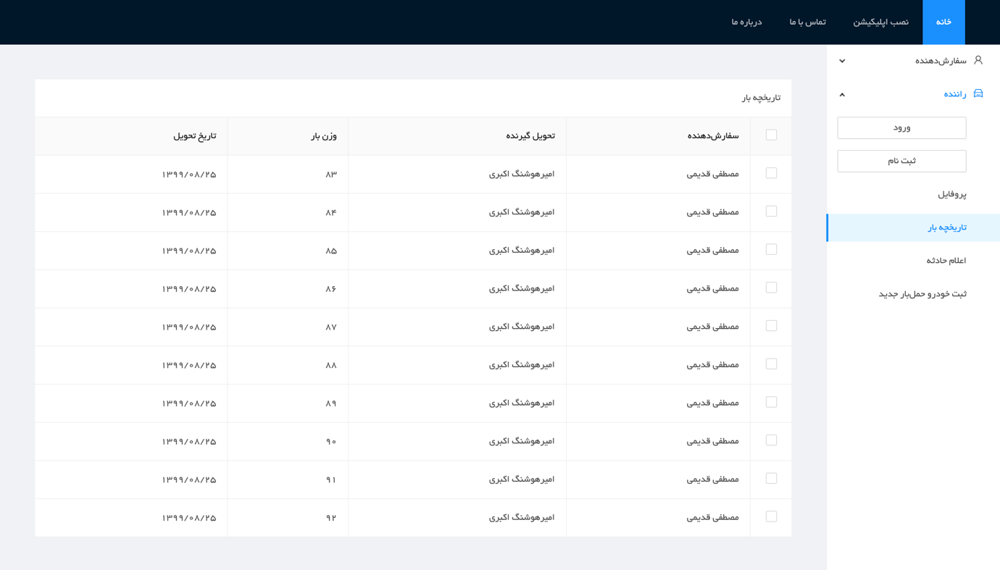 خانه نصب اپلیکیشن تماس با ما درباره ما
سفارش‌دهنده
راننده
ورود
ثبت نام
پروفایل
تاریخچه بار
اعلام حادثه
ثبت خودرو حمل‌بار جدید
تاریخچه بار
سفارش‌دهنده تحویل گیرنده وزن بار تاریخ تحویل
مصطفی قدیمی امیرهوشنگ اکبری ۸۳ ۱۳۹۹/۰۸/۲۵
مصطفی قدیمی امیرهوشنگ اکبری ۸۴ ۱۳۹۹/۰۸/۲۵
مصطفی قدیمی امیرهوشنگ اکبری ۸۵ ۱۳۹۹/۰۸/۲۵
مصطفی قدیمی امیرهوشنگ اکبری ۸۶ ۱۳۹۹/۰۸/۲۵
مصطفی قدیمی امیرهوشنگ اکبری ۸۷ ۱۳۹۹/۰۸/۲۵
مصطفی قدیمی امیرهوشنگ اکبری ۸۸ ۱۳۹۹/۰۸/۲۵
مصطفی قدیمی امیرهوشنگ اکبری ۸۹ ۱۳۹۹/۰۸/۲۵
مصطفی قدیمی امیرهوشنگ اکبری ۹۰ ۱۳۹۹/۰۸/۲۵
مصطفی قدیمی امیرهوشنگ اکبری ۹۱ ۱۳۹۹/۰۸/۲۵
مصطفی قدیمی امیرهوشنگ اکبری ۹۲ ۱۳۹۹/۰۸/۲۵